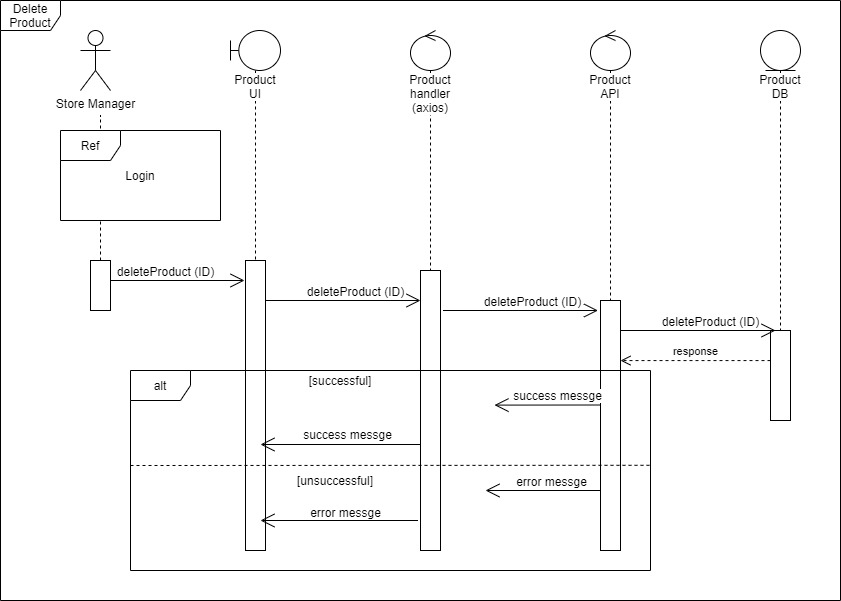 Delete
Product
Store Manager
Product
UI
Product
handler
(axios)
Product
API
Product
DB
Ref
Login
deleteProduct (ID)
deleteProduct (ID)
deleteProduct (ID)
deleteProduct (ID)
response
alt
[successful]
success messge
success messge
[unsuccessful]
error messge
error messge